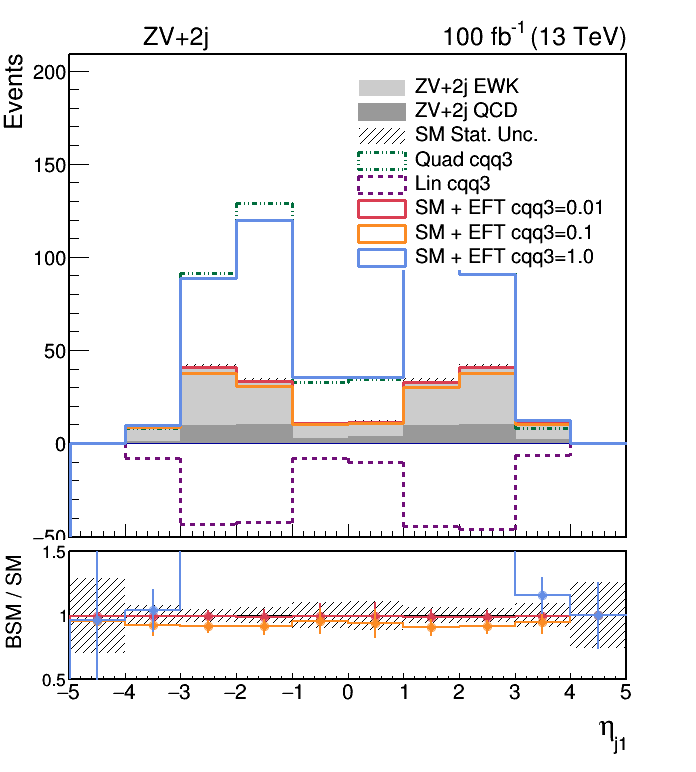 ZV+2j 100 fb⁻¹ (13 TeV)
Events
200
150
100
50
0
−50
ZV+2j EWK
ZV+2j QCD
SM Stat. Unc.
Quad cqq3
Lin cqq3
SM + EFT cqq3=0.01
SM + EFT cqq3=0.1
SM + EFT cqq3=1.0
BSM / SM
1.5
1
0.5
−5 −4 −3 −2 −1 0 1 2 3 4 5
η_j1